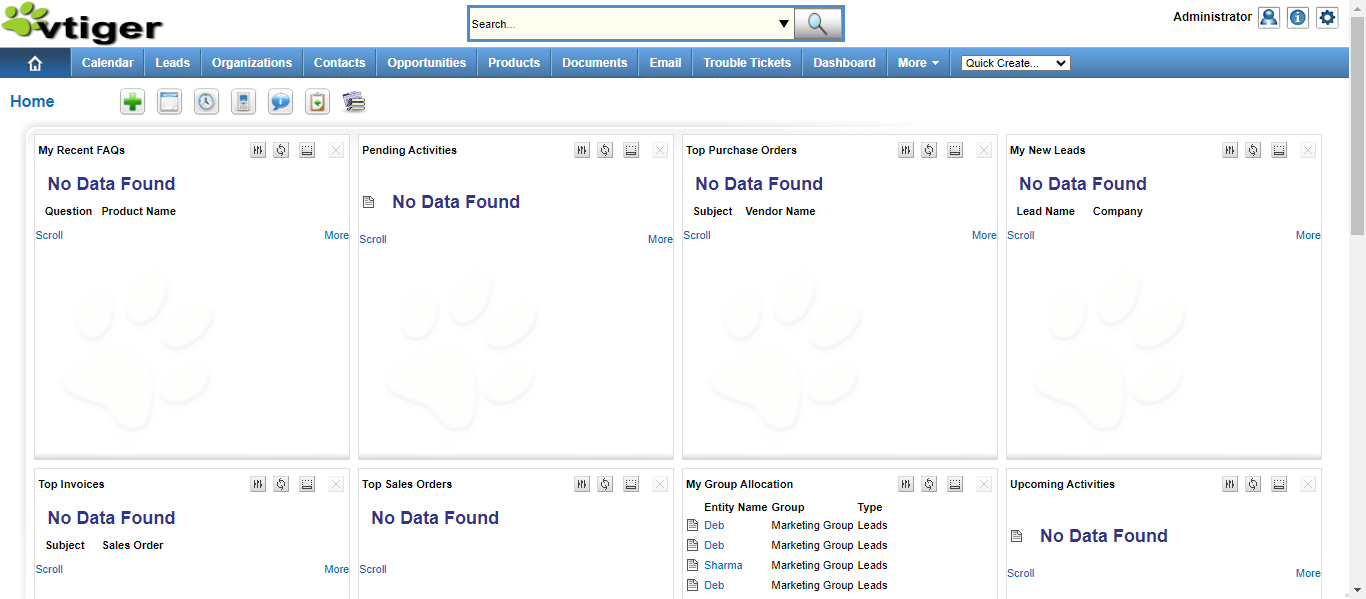 vtiger
Search...
Administrator
Calendar Leads Organizations Contacts Opportunities Products Documents Email Trouble Tickets Dashboard More Quick Create...
Home
My Recent FAQs
No Data Found
Question Product Name
Scroll More
Pending Activities
No Data Found
Scroll More
Top Purchase Orders
No Data Found
Subject Vendor Name
Scroll More
My New Leads
No Data Found
Lead Name Company
Scroll More
Top Invoices
No Data Found
Subject Sales Order
Scroll More
Top Sales Orders
No Data Found
Scroll
My Group Allocation
Entity Name Group Type
Deb Marketing Group Leads
Deb Marketing Group Leads
Sharma Marketing Group Leads
Deb Marketing Group Leads
Upcoming Activities
No Data Found
Scroll More